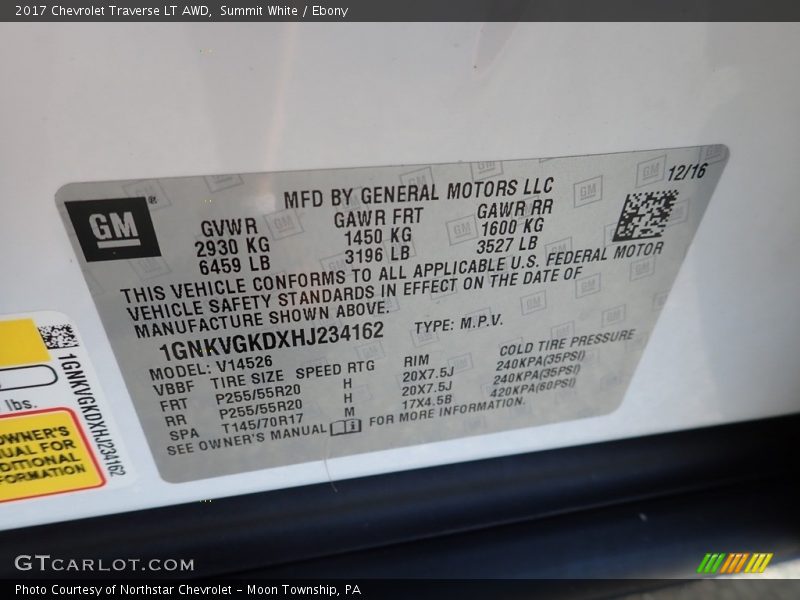 2017 Chevrolet Traverse LT AWD, Summit White / Ebony
12/16
MFD BY GENERAL MOTORS LLC
GM®
GVWR GAWR FRT GAWR RR
2930 KG 1450 KG 1600 KG
6459 LB 3196 LB 3527 LB
THIS VEHICLE CONFORMS TO ALL APPLICABLE U.S. FEDERAL MOTOR
VEHICLE SAFETY STANDARDS IN EFFECT ON THE DATE OF
MANUFACTURE SHOWN ABOVE.
1GNKVGKDXHJ234162 TYPE: M.P.V.
MODEL: V14526
VBBF TIRE SIZE SPEED RTG RIM COLD TIRE PRESSURE
FRT P255/55R20 H 20X7.5J 240KPA(35PSI)
RR P255/55R20 H 20X7.5J 240KPA(35PSI)
SPA T145/70R17 M 17X4.5B 420KPA(60PSI)
SEE OWNER'S MANUAL FOR MORE INFORMATION.
1GNKVGKDXHJ234162
lbs.
OWNER'S
UAL FOR
DITIONAL
FORMATION
GTCARLOT.COM
Photo Courtesy of Northstar Chevrolet - Moon Township, PA